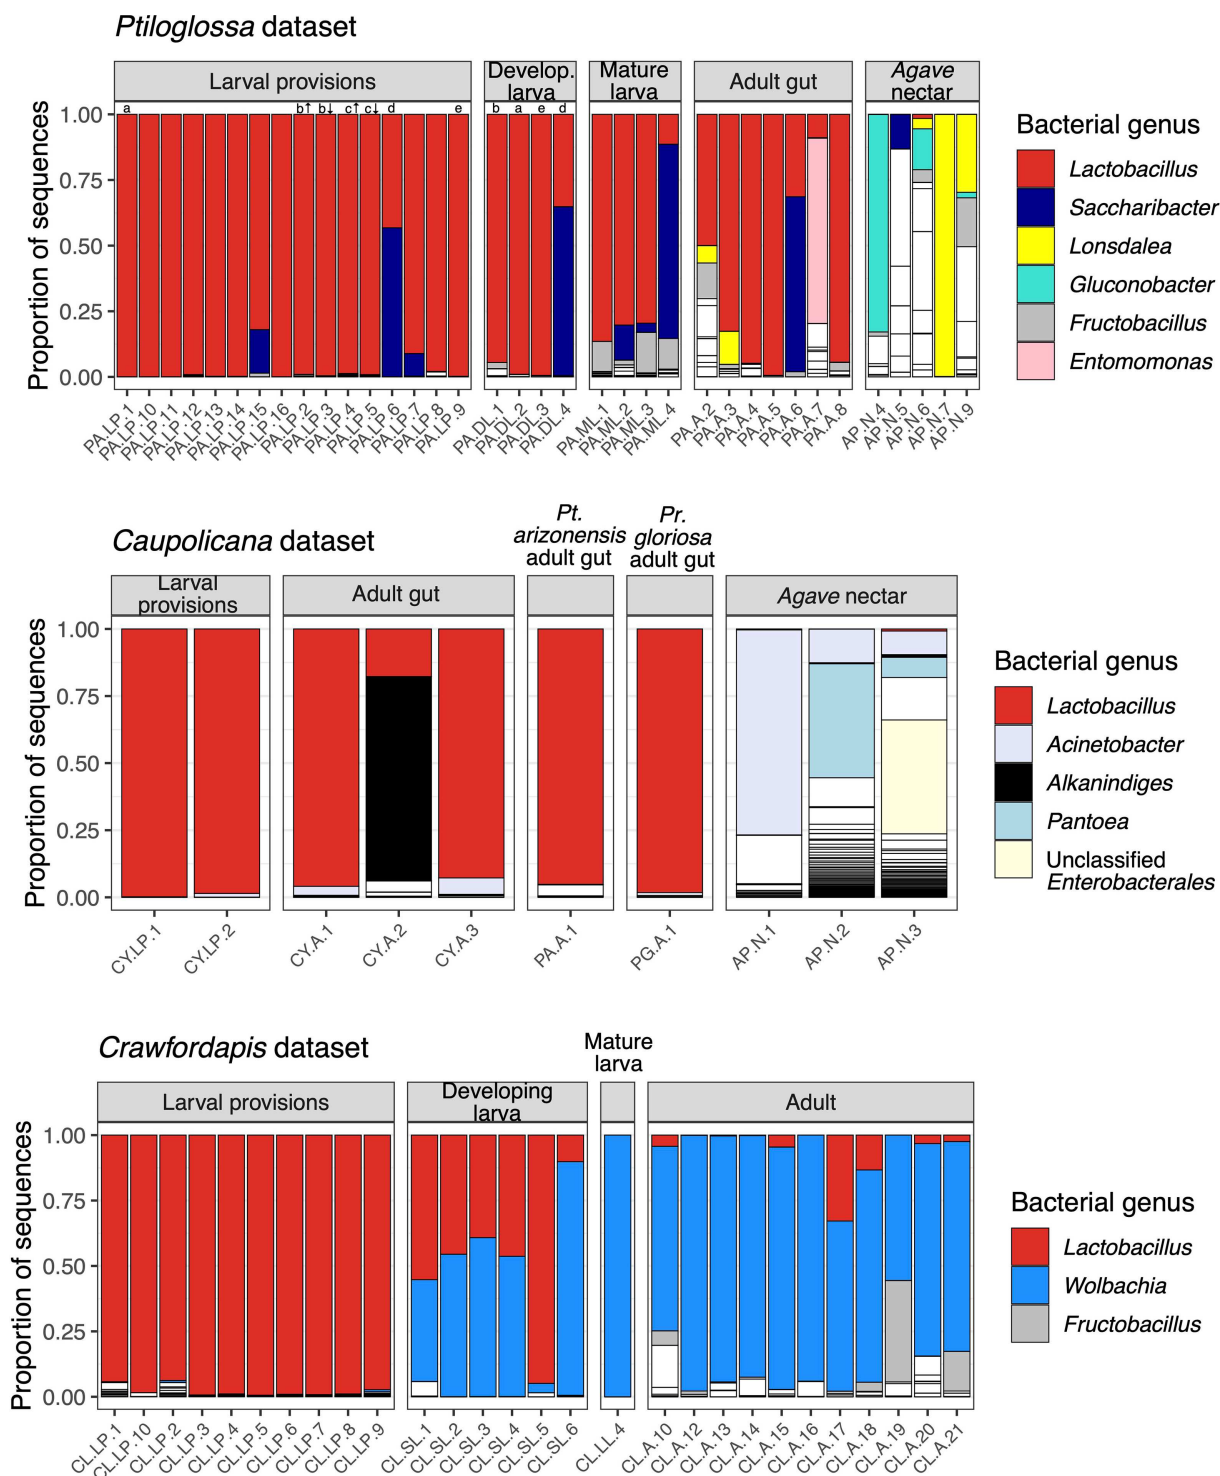 Ptiloglossa dataset
Larval provisions
Develop. larva
Mature larva
Adult gut
Agave nectar
a b↑ b↓ c↑ c↓ d e
b a e d
Proportion of sequences
1.00
0.75
0.50
0.25
0.00
PA.LP.1
PA.LP.10
PA.LP.11
PA.LP.12
PA.LP.13
PA.LP.14
PA.LP.15
PA.LP.16
PA.LP.2
PA.LP.3
PA.LP.4
PA.LP.5
PA.LP.6
PA.LP.7
PA.LP.8
PA.LP.9
PA.DL.1
PA.DL.2
PA.DL.3
PA.DL.4
PA.ML.1
PA.ML.2
PA.ML.3
PA.ML.4
PA.A.2
PA.A.3
PA.A.4
PA.A.5
PA.A.6
PA.A.7
PA.A.8
AP.N.4
AP.N.5
AP.N.6
AP.N.7
AP.N.9
Bacterial genus
Lactobacillus
Saccharibacter
Lonsdalea
Gluconobacter
Fructobacillus
Entomomonas
Caupolicana dataset
Larval
provisions
Adult gut
Pt.
arizonensis
adult gut
Pr.
gloriosa
adult gut
Agave nectar
Proportion of sequences
1.00
0.75
0.50
0.25
0.00
CY.LP.1
CY.LP.2
CY.A.1
CY.A.2
CY.A.3
PA.A.1
PG.A.1
AP.N.1
AP.N.2
AP.N.3
Bacterial genus
Lactobacillus
Acinetobacter
Alkanindiges
Pantoea
Unclassified
Enterobacterales
Crawfordapis dataset
Larval provisions
Developing
larva
Mature
larva
Adult
Proportion of sequences
1.00
0.75
0.50
0.25
0.00
CL.LP.1
CL.LP.10
CL.LP.2
CL.LP.3
CL.LP.4
CL.LP.5
CL.LP.6
CL.LP.7
CL.LP.8
CL.LP.9
CL.SL.1
CL.SL.2
CL.SL.3
CL.SL.4
CL.SL.5
CL.SL.6
CL.LL.4
CL.A.10
CL.A.12
CL.A.13
CL.A.14
CL.A.15
CL.A.16
CL.A.17
CL.A.18
CL.A.19
CL.A.20
CL.A.21
Bacterial genus
Lactobacillus
Wolbachia
Fructobacillus